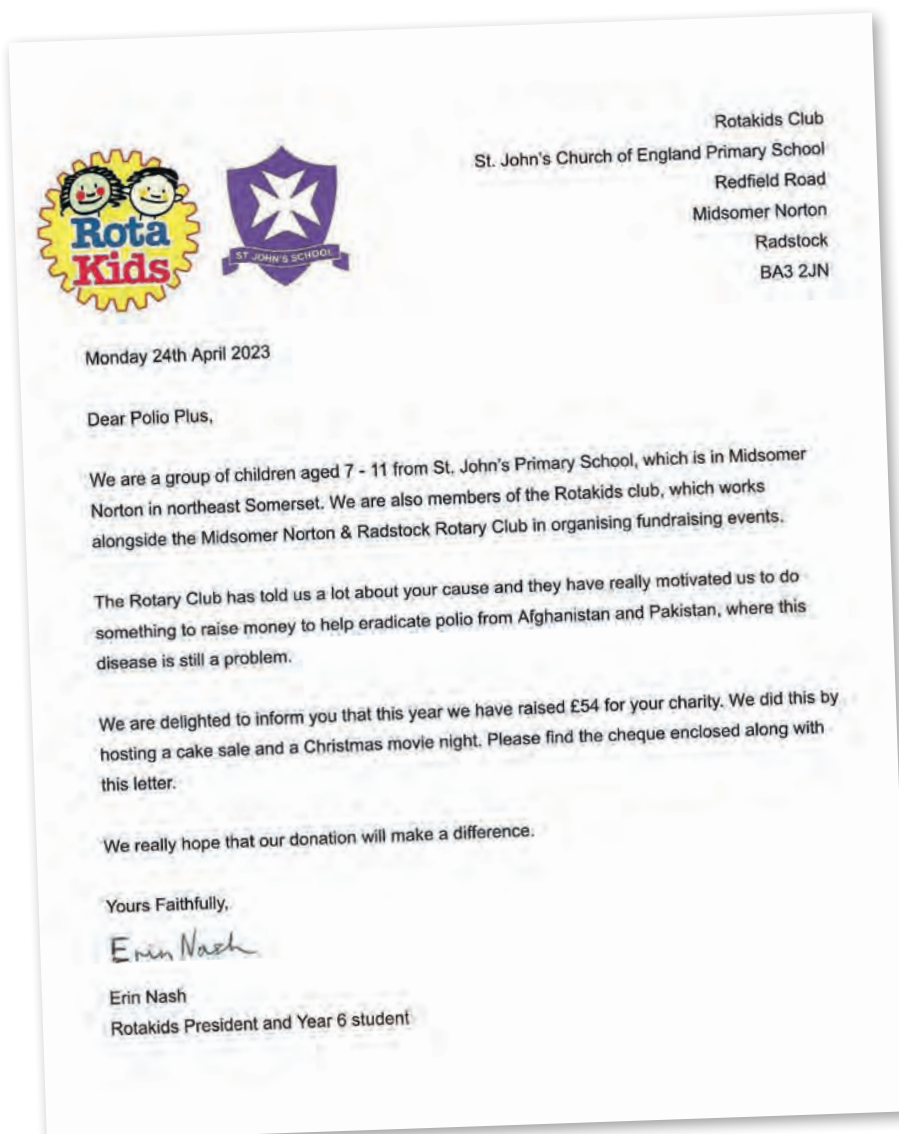 Rotakids Club
St. John's Church of England Primary School
Redfield Road
Midsomer Norton
Radstock
BA3 2JN
Rota
Kids
ST JOHN'S SCHOOL
Monday 24th April 2023
Dear Polio Plus,
We are a group of children aged 7 - 11 from St. John's Primary School, which is in Midsomer
Norton in northeast Somerset. We are also members of the Rotakids club, which works
alongside the Midsomer Norton & Radstock Rotary Club in organising fundraising events.
The Rotary Club has told us a lot about your cause and they have really motivated us to do
something to raise money to help eradicate polio from Afghanistan and Pakistan, where this
disease is still a problem.
We are delighted to inform you that this year we have raised £54 for your charity. We did this by
hosting a cake sale and a Christmas movie night. Please find the cheque enclosed along with
this letter.
We really hope that our donation will make a difference.
Yours Faithfully,
Erin Nash
Erin Nash
Rotakids President and Year 6 student